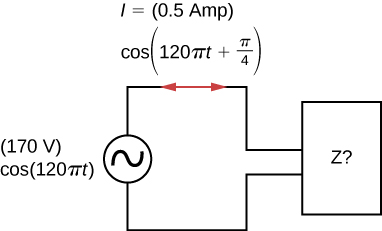 I = (0.5 Amp)
cos(120πt + π/4)
(170 V)
cos(120πt)
Z?